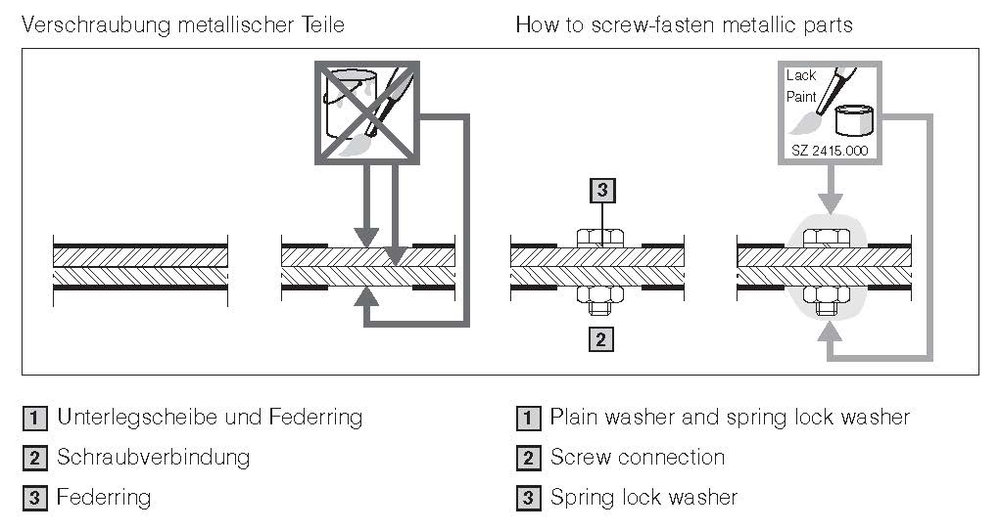 Verschraubung metallischer Teile
How to screw-fasten metallic parts
Lack
Paint
SZ 2415.000
3
2
1 Unterlegscheibe und Federring
2 Schraubverbindung
3 Federring
1 Plain washer and spring lock washer
2 Screw connection
3 Spring lock washer